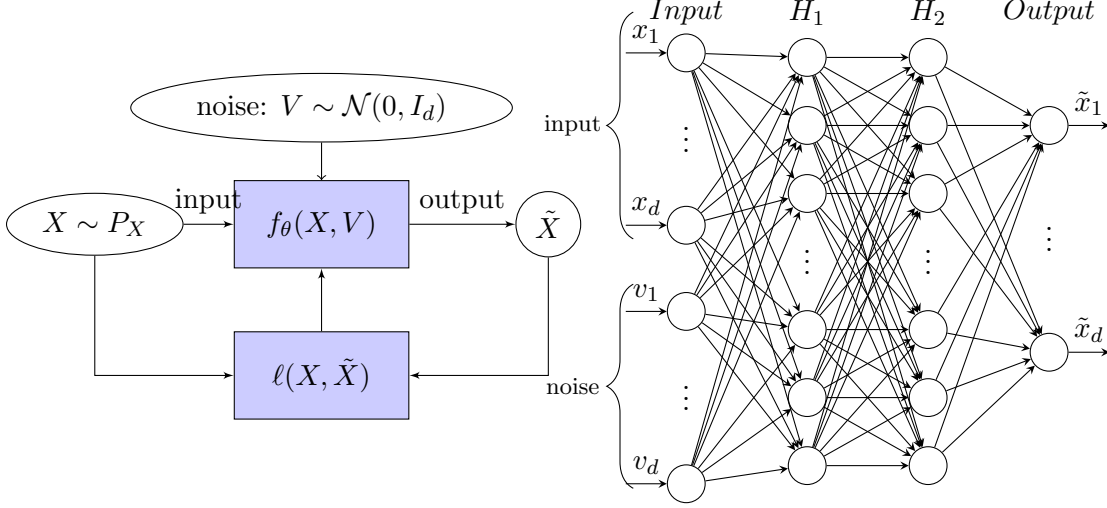 noise: V ∼ 𝒩(0, I_d)
input
output
X ∼ P_X
f_θ(X, V)
X̃
ℓ(X, X̃)
Input
H_1
H_2
Output
x_1
input
⋮
x_d
v_1
noise
⋮
v_d
⋮
⋮
x̃_1
⋮
x̃_d